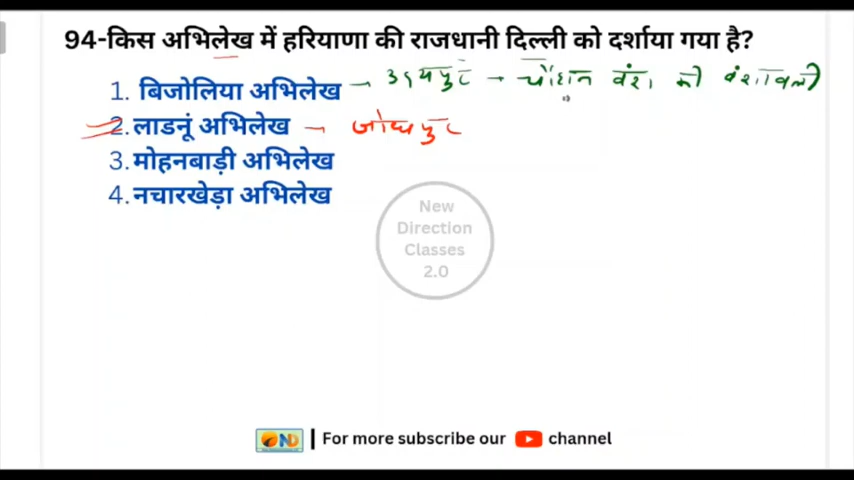 94-किस अभिलेख में हरियाणा की राजधानी दिल्ली को दर्शाया गया है?
1. बिजोलिया अभिलेख → उदयपुर → चौहान वंश की वंशावली
2. लाडनूं अभिलेख → जोधपुर
3. मोहनबाड़ी अभिलेख
4. नचारखेड़ा अभिलेख
New
Direction
Classes
2.0
ND | For more subscribe our channel